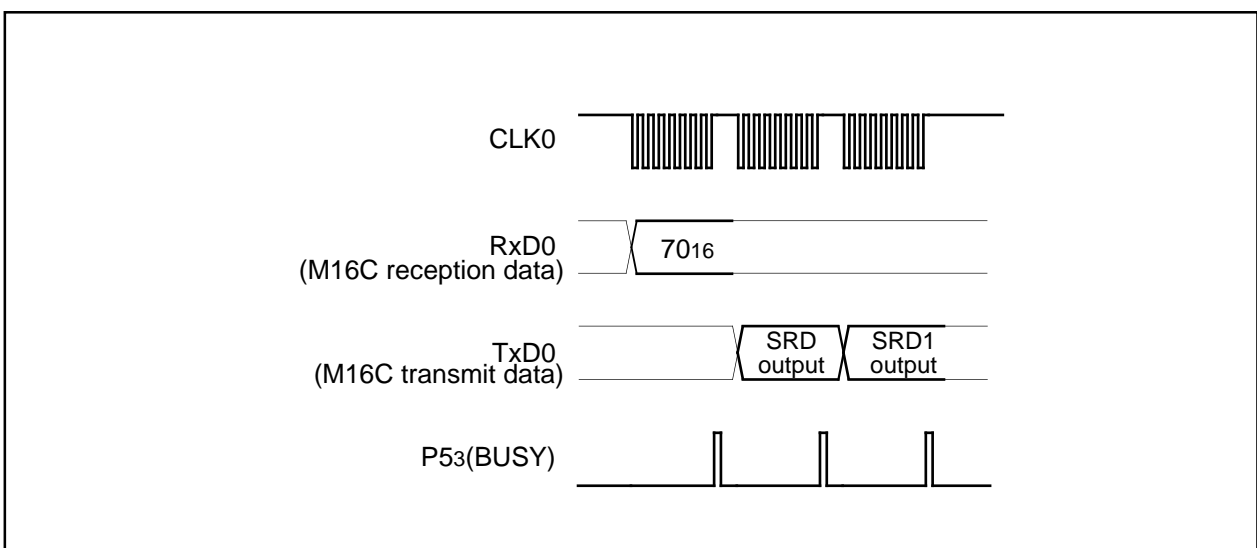 CLK0
RxD0
(M16C reception data)
7016
TxD0
(M16C transmit data)
SRD
output
SRD1
output
P53(BUSY)